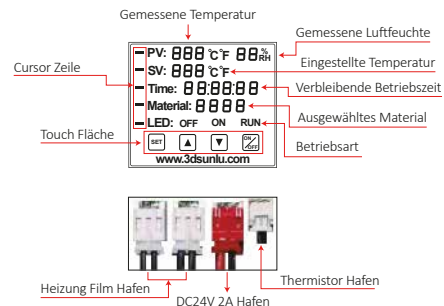 Gemessene Temperatur
Gemessene Luftfeuchte
PV: 888 °C°F 88 %RH
Eingestellte Temperatur
SV: 888 °C°F
Cursor Zeile
Time: 88:88:88
Verbleibende Betriebszeit
Material: 8888
Ausgewähltes Material
LED: OFF ON RUN
Touch Fläche
SET ▲ ▼ ON/OFF
Betriebsart
www.3dsunlu.com
Thermistor Hafen
Heizung Film Hafen
DC24V 2A Hafen